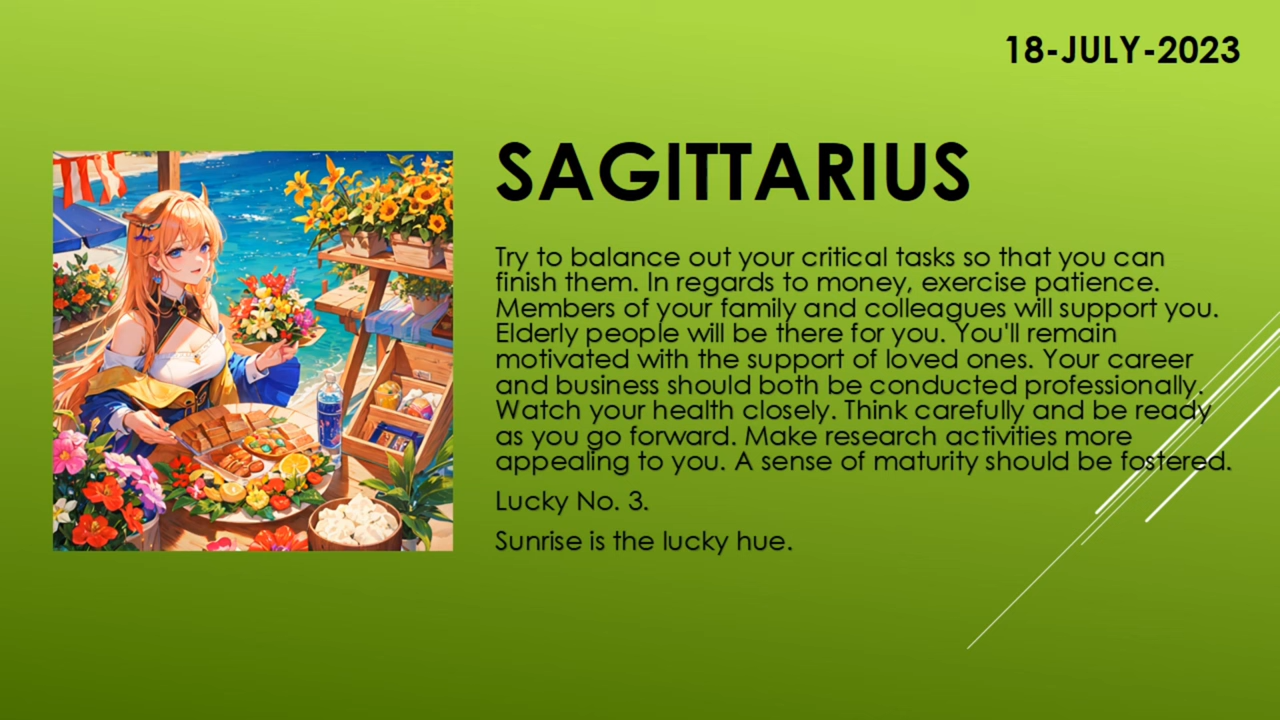 18-JULY-2023
SAGITTARIUS
Try to balance out your critical tasks so that you can
finish them. In regards to money, exercise patience.
Members of your family and colleagues will support you.
Elderly people will be there for you. You'll remain
motivated with the support of loved ones. Your career
and business should both be conducted professionally.
Watch your health closely. Think carefully and be ready
as you go forward. Make research activities more
appealing to you. A sense of maturity should be fostered.
Lucky No. 3.
Sunrise is the lucky hue.